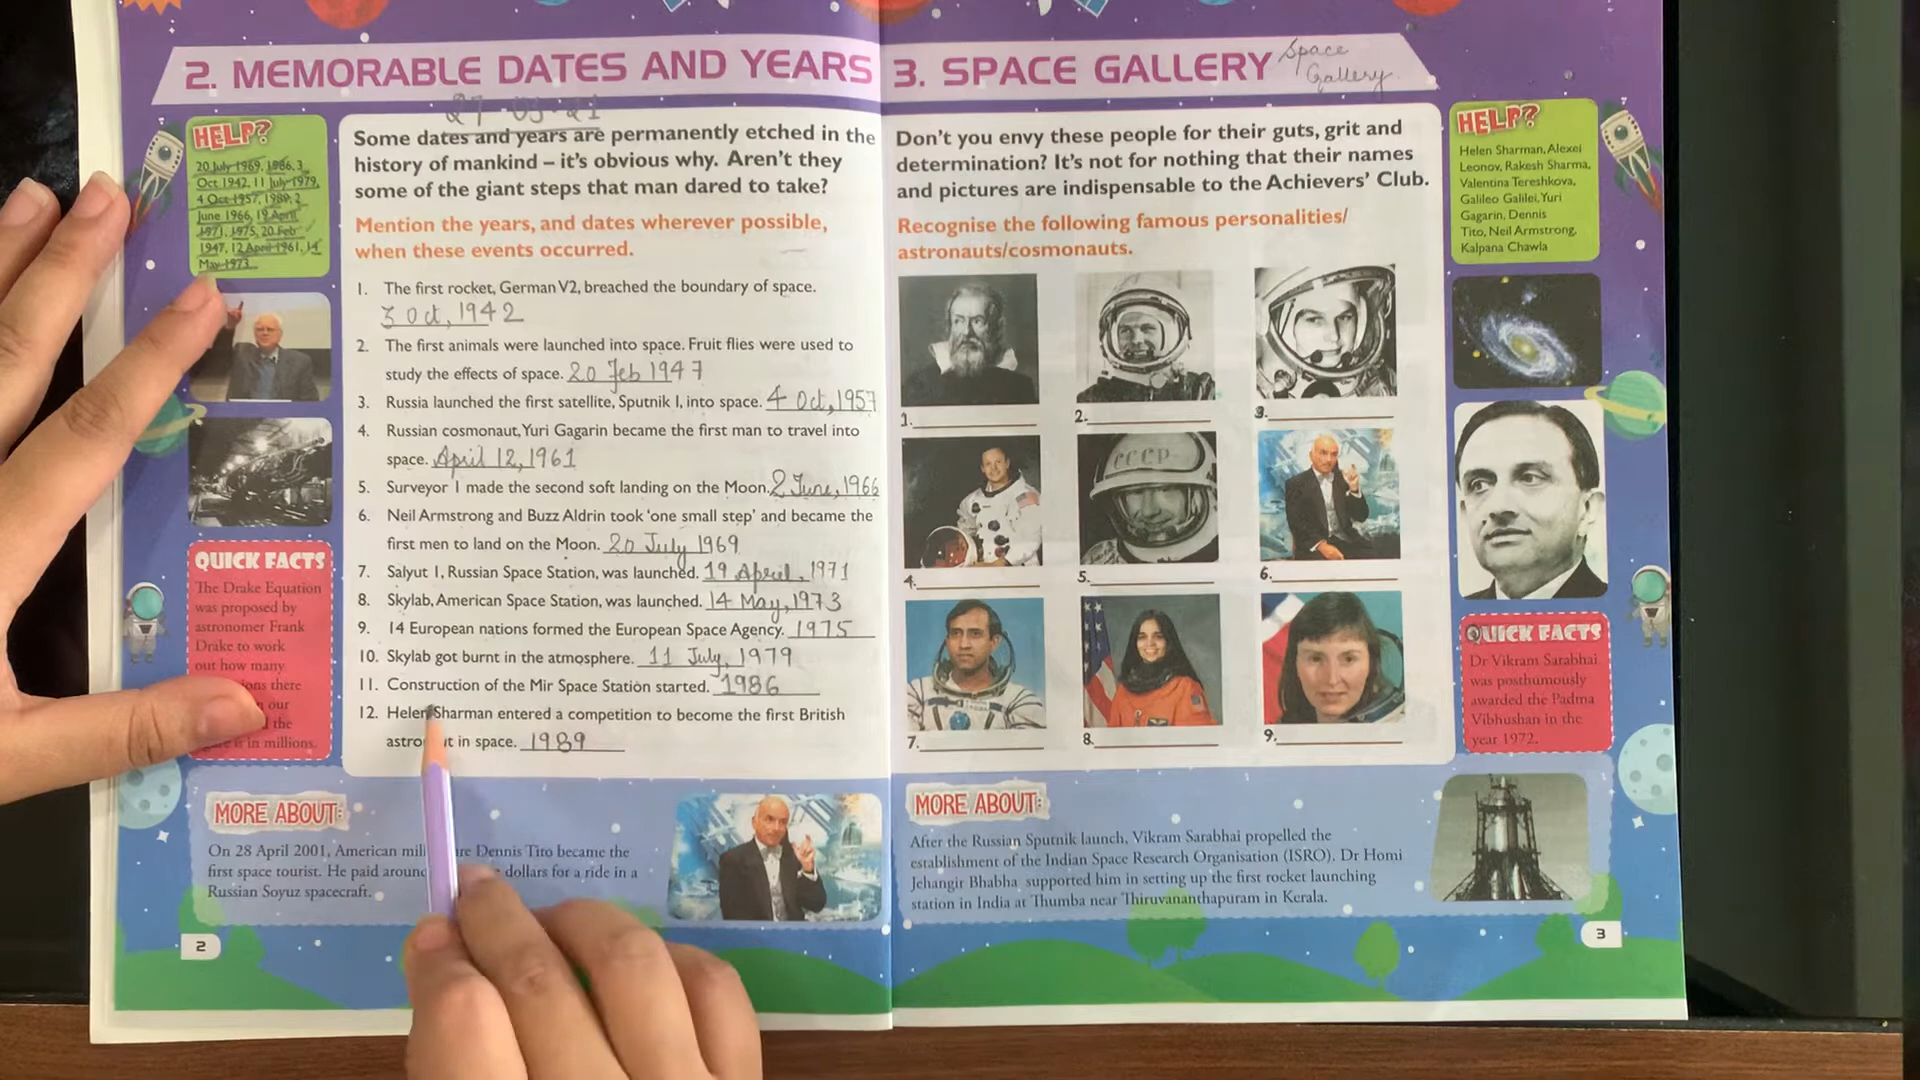 2. MEMORABLE DATES AND YEARS
27-03-21
HELP?
20 July 1969, 1986, 3
Oct 1942, 11 July 1979,
4 Oct 1957, 1989, 2
June 1966, 19 April
1971, 1975, 20 Feb
1947, 12 April 1961, 14
May 1973
Some dates and years are permanently etched in the
history of mankind – it's obvious why. Aren't they
some of the giant steps that man dared to take?
Mention the years, and dates wherever possible,
when these events occurred.
1. The first rocket, German V2, breached the boundary of space.
3 Oct, 1942
2. The first animals were launched into space. Fruit flies were used to
study the effects of space. 20 Feb 1947
3. Russia launched the first satellite, Sputnik I, into space. 4 Oct, 1957
4. Russian cosmonaut, Yuri Gagarin became the first man to travel into
space. April 12, 1961
5. Surveyor I made the second soft landing on the Moon. 2 June, 1966
6. Neil Armstrong and Buzz Aldrin took 'one small step' and became the
first men to land on the Moon. 20 July 1969
7. Salyut 1, Russian Space Station, was launched. 19 April, 1971
8. Skylab, American Space Station, was launched. 14 May, 1973
9. 14 European nations formed the European Space Agency. 1975
10. Skylab got burnt in the atmosphere. 11 July, 1979
11. Construction of the Mir Space Station started. 1986
12. Helen Sharman entered a competition to become the first British
in space. 1989
QUICK FACTS
The Drake Equation
was proposed by
astronomer Frank
Drake to work
out how many
there
our
the
in millions.
MORE ABOUT:
On 28 April 2001, American Dennis Tito became the
first space tourist. He paid dollars for a ride in a
Russian Soyuz spacecraft.
2
3. SPACE GALLERY
Space
Gallery
Don't you envy these people for their guts, grit and
determination? It's not for nothing that their names
and pictures are indispensable to the Achievers' Club.
Recognise the following famous personalities/
astronauts/cosmonauts.
1.
2.
3.
CCCP
4.
5.
6.
7.
8.
9.
HELP?
Helen Sharman, Alexei
Leonov, Rakesh Sharma,
Valentina Tereshkova,
Galileo Galilei, Yuri
Gagarin, Dennis
Tito, Neil Armstrong,
Kalpana Chawla
QUICK FACTS
Dr Vikram Sarabhai
was posthumously
awarded the Padma
Vibhushan in the
year 1972.
MORE ABOUT:
After the Russian Sputnik launch, Vikram Sarabhai propelled the
establishment of the Indian Space Research Organisation (ISRO). Dr Homi
Jehangir Bhabha supported him in setting up the first rocket launching
station in India at Thumba near Thiruvananthapuram in Kerala.
3